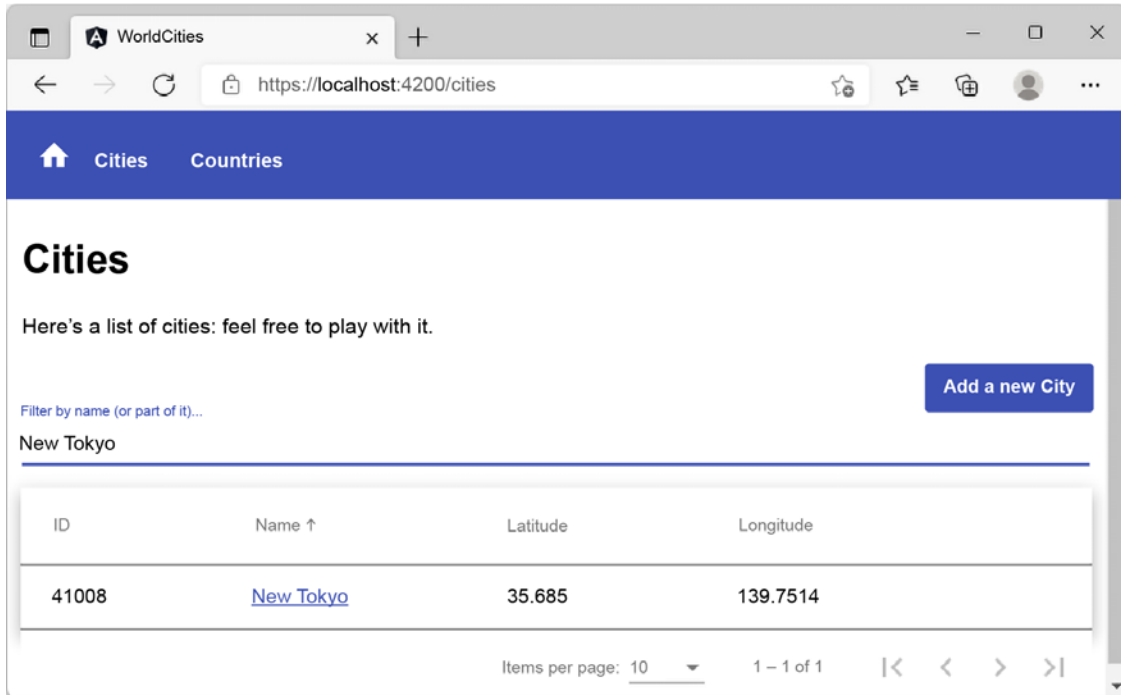 WorldCities
https://localhost:4200/cities
Cities Countries
Cities
Here's a list of cities: feel free to play with it.
Add a new City
Filter by name (or part of it)...
New Tokyo
ID Name ↑ Latitude Longitude
41008 New Tokyo 35.685 139.7514
Items per page: 10 1 – 1 of 1